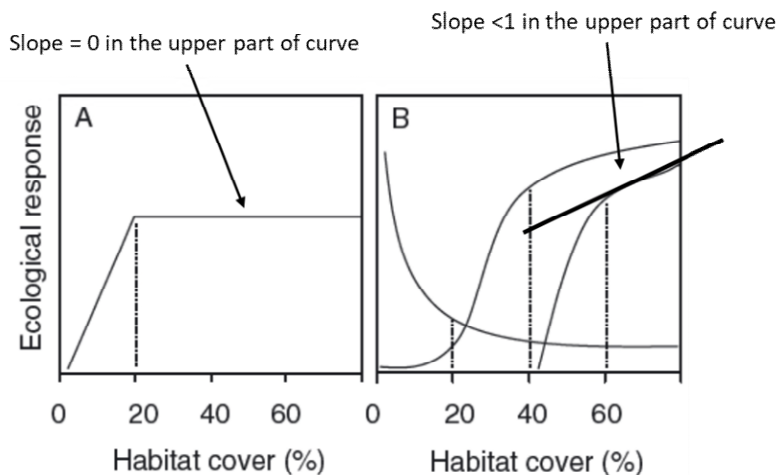 Slope = 0 in the upper part of curve
Slope <1 in the upper part of curve
A
B
Ecological response
0 20 40 60
0 20 40 60
Habitat cover (%)
Habitat cover (%)